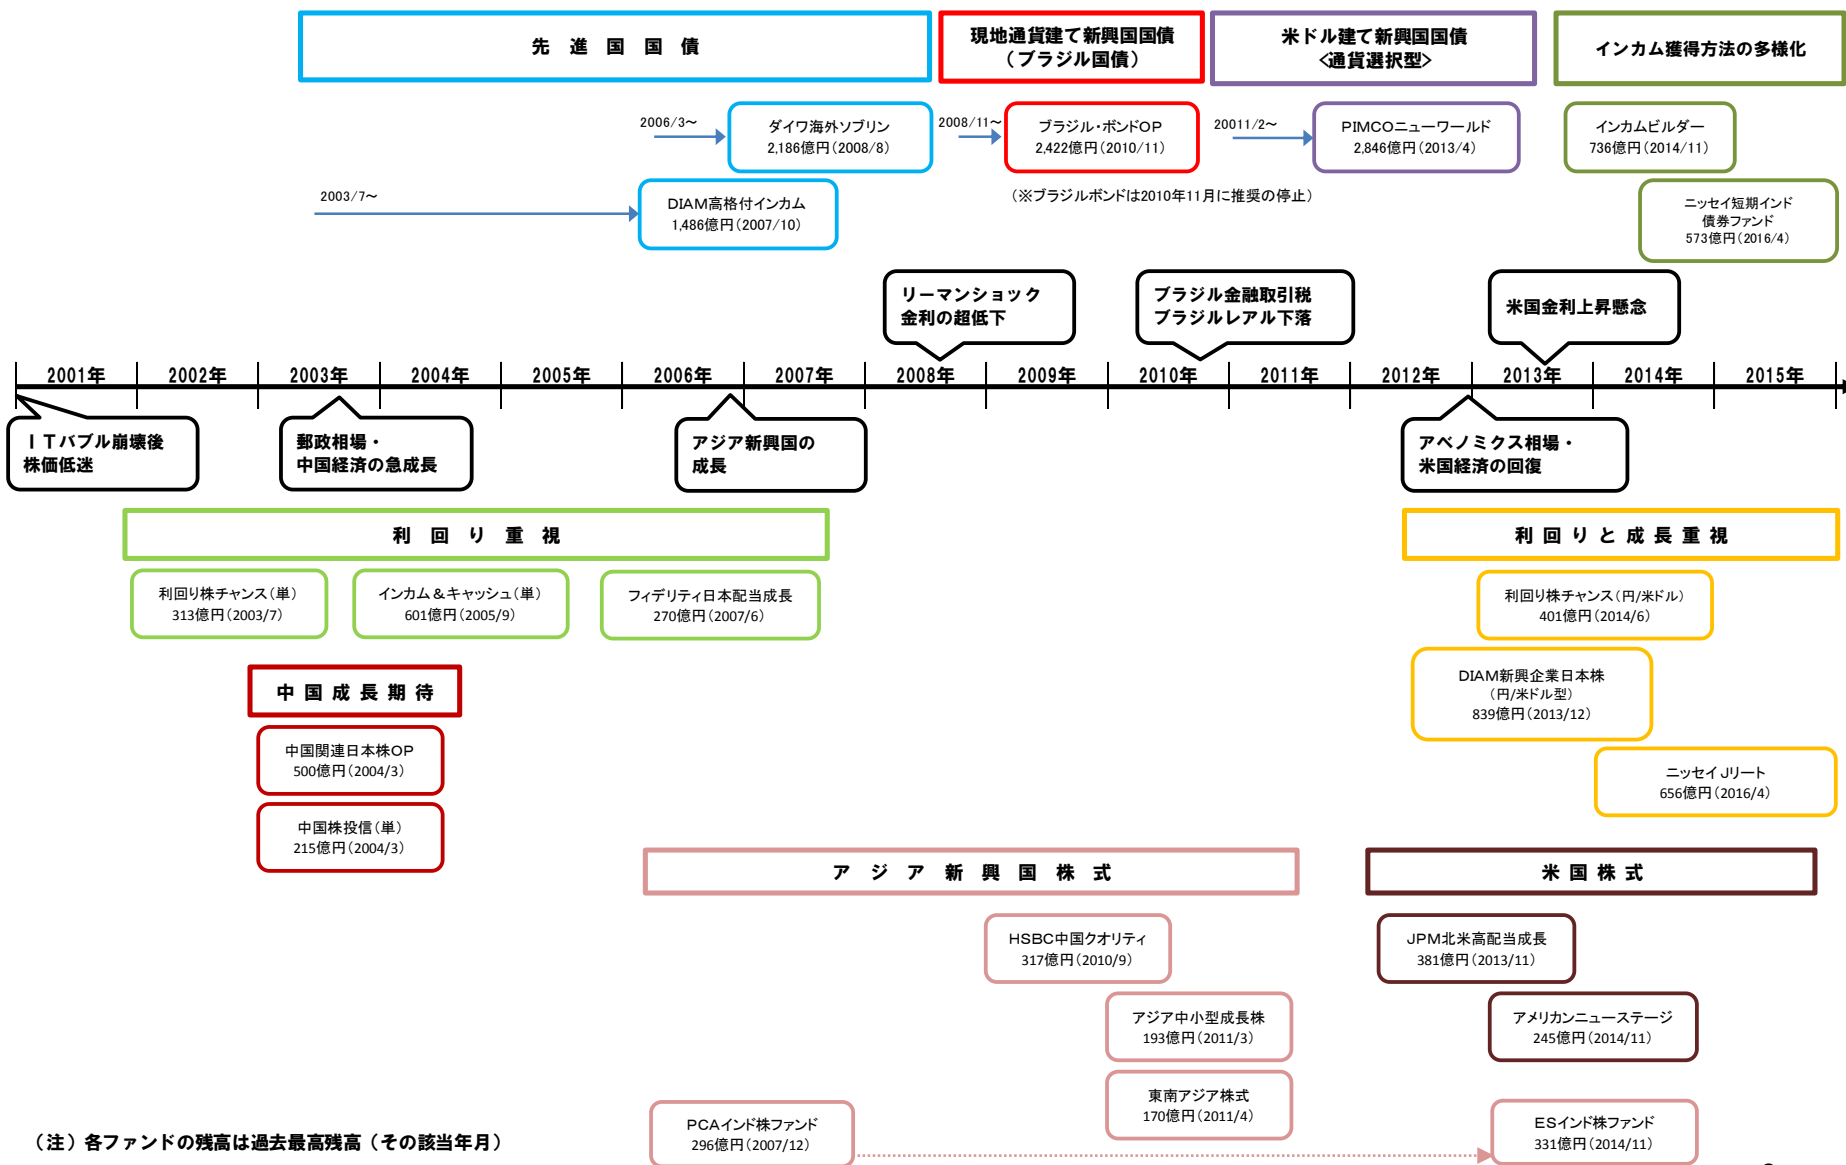 先進国国債
現地通貨建て新興国国債
（ブラジル国債）
米ドル建て新興国国債
<通貨選択型>
インカム獲得方法の多様化
2006/3～
ダイワ海外ソブリン
2,186億円（2008/8）
2008/11～
ブラジル・ボンドOP
2,422億円（2010/11）
20011/2～
PIMCOニューワールド
2,846億円（2013/4）
インカムビルダー
736億円（2014/11）
2003/7～
DIAM高格付インカム
1,486億円（2007/10）
（※ブラジルボンドは2010年11月に推奨の停止）
ニッセイ短期インド
債券ファンド
573億円（2016/4）
リーマンショック
金利の超低下
ブラジル金融取引税
ブラジルレアル下落
米国金利上昇懸念
2001年 2002年 2003年 2004年 2005年 2006年 2007年 2008年 2009年 2010年 2011年 2012年 2013年 2014年 2015年
ＩＴバブル崩壊後
株価低迷
郵政相場・
中国経済の急成長
アジア新興国の
成長
アベノミクス相場・
米国経済の回復
利回り重視
利回りと成長重視
利回り株チャンス（単）
313億円（2003/7）
インカム＆キャッシュ（単）
601億円（2005/9）
フィデリティ日本配当成長
270億円（2007/6）
利回り株チャンス（円/米ドル）
401億円（2014/6）
中国成長期待
DIAM新興企業日本株
（円/米ドル型）
839億円（2013/12）
中国関連日本株OP
500億円（2004/3）
ニッセイJリート
656億円（2016/4）
中国株投信（単）
215億円（2004/3）
アジア新興国株式
米国株式
HSBC中国クオリティ
317億円（2010/9）
JPM北米高配当成長
381億円（2013/11）
アジア中小型成長株
193億円（2011/3）
アメリカンニューステージ
245億円（2014/11）
東南アジア株式
170億円（2011/4）
PCAインド株ファンド
296億円（2007/12）
ESインド株ファンド
331億円（2014/11）
（注）各ファンドの残高は過去最高残高（その該当年月）